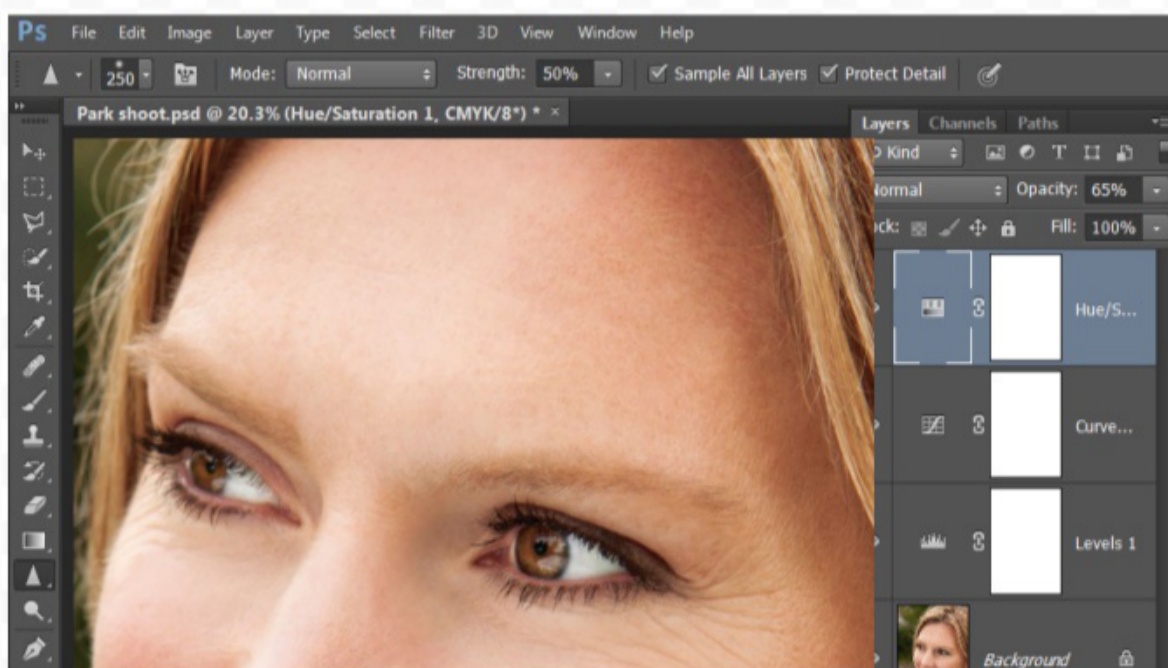 Ps File Edit Image Layer Type Select Filter 3D View Window Help
250 Mode: Normal Strength: 50% Sample All Layers Protect Detail
Park shoot.psd @ 20.3% (Hue/Saturation 1, CMYK/8*) * ×
Layers Channels Paths
Kind T
Normal Opacity: 65%
ck: Fill: 100%
Hue/S...
Curve...
Levels 1
Background